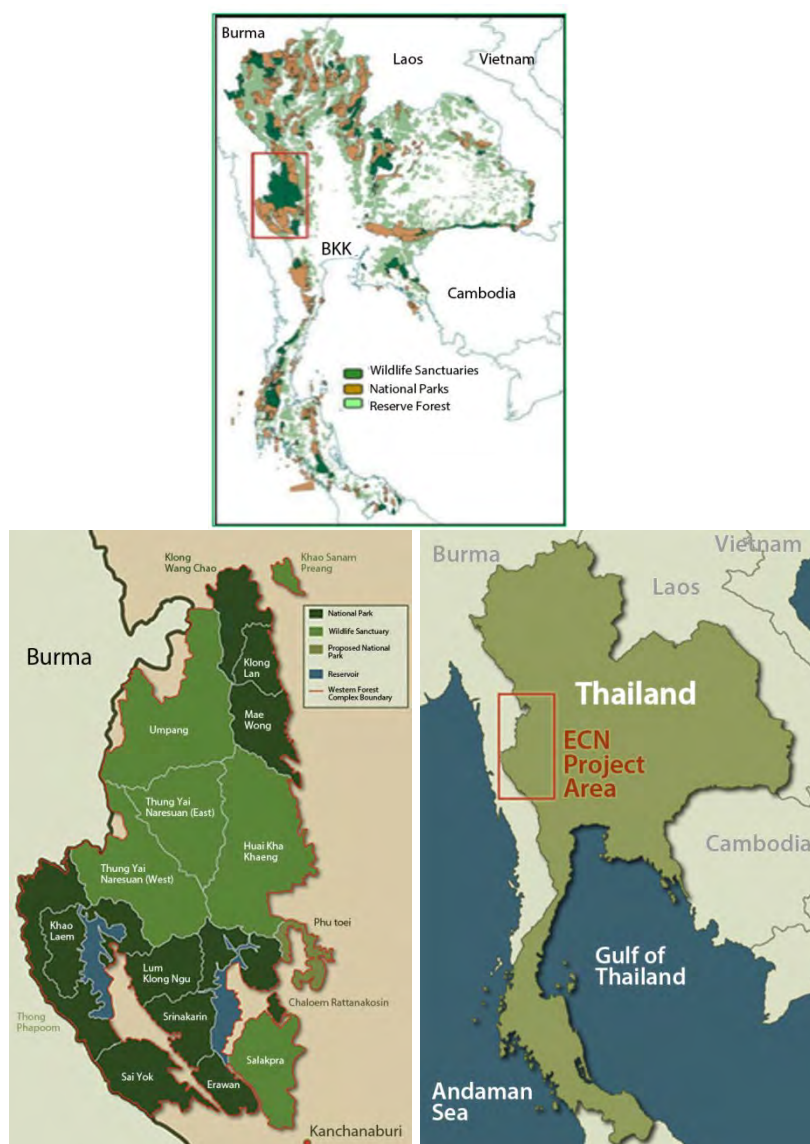 Burma
Laos
Vietnam
BKK
Cambodia
Wildlife Sanctuaries
National Parks
Reserve Forest
Klong
Wang Chao
Khao Sanam
Preang
National Park
Wildlife Sanctuary
Proposed National
Park
Reservoir
Western Forest
Complex Boundary
Burma
Klong
Lan
Mae
Wong
Umpang
Thung Yai
Naresuan (East)
Huai Kha
Khaeng
Thung Yai
Naresuan (West)
Khao
Laem
Phu toei
Lum
Klong Ngu
Chaloem Rattanakosin
Thong
Phapoom
Srinakarin
Salakpra
Sai Yok
Erawan
Kanchanaburi
Burma
Vietnam
Laos
Thailand
ECN
Project
Area
Cambodia
Gulf of
Thailand
Andaman
Sea